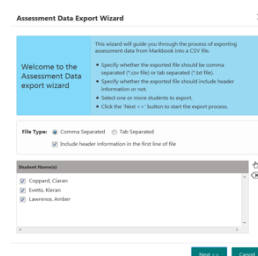 Assessment Data Export Wizard
Welcome to the
Assessment Data
export wizard
This wizard will guide you through the process of exporting
assessment data from Markbook into a CSV file.
• Specify whether the exported file should be comma
separated (*.csv file) or tab separated (*.txt file).
• Specify whether the exported file should include header
information or not.
• Select one or more students to export.
• Click the 'Next >>' button to start the export process.
File Type: Comma Separated Tab Separated
Include header information in the first line of file
Student Name(s)
Coppard, Ciaran
Evetts, Kieran
Lawrence, Amber
Next >> Cancel